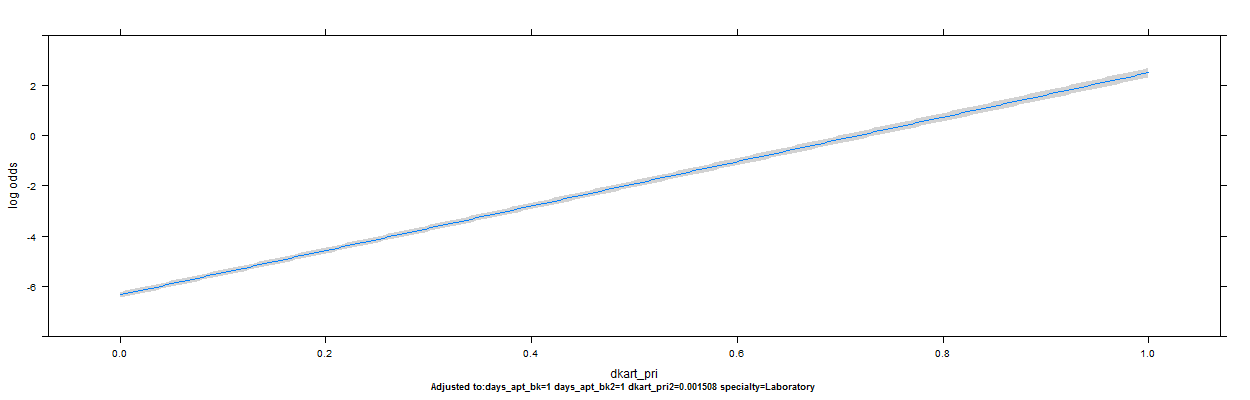 2
0
-2
-4
-6
log odds
0.0 0.2 0.4 0.6 0.8 1.0
dkart_pri
Adjusted to:days_apt_bk=1 days_apt_bk2=1 dkart_pri2=0.001508 specialty=Laboratory